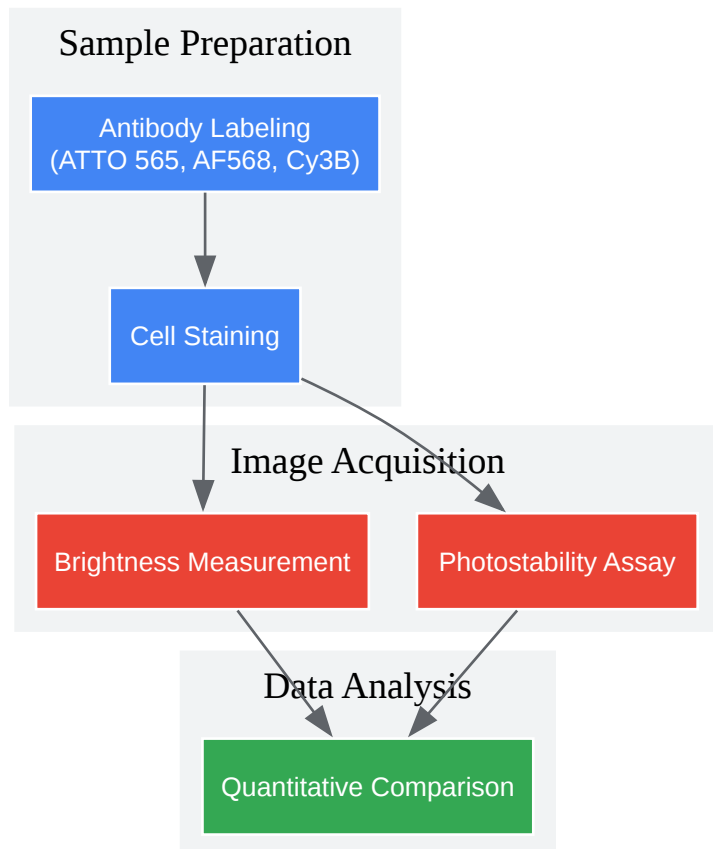 Sample Preparation
Antibody Labeling
(ATTO 565, AF568, Cy3B)
Cell Staining
Image Acquisition
Brightness Measurement
Photostability Assay
Data Analysis
Quantitative Comparison